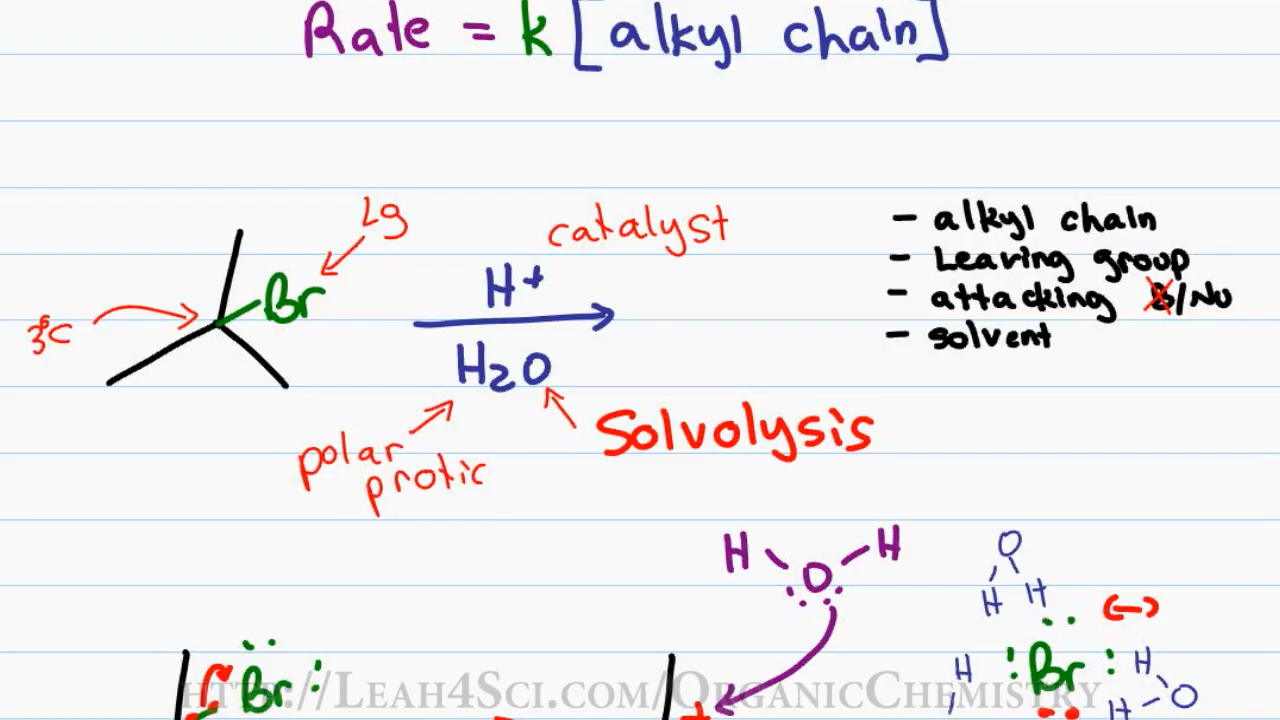 Rate = k [alkyl chain]
Lg
catalyst
- alkyl chain
- Leaving group
- attacking B/Nu
- solvent
Br
H+
3°C
H2O
Solvolysis
polar
protic
H O H
O
H H
Br
Br
H
H
H O
+
http://Leah4Sci.com/OrganicChemistry